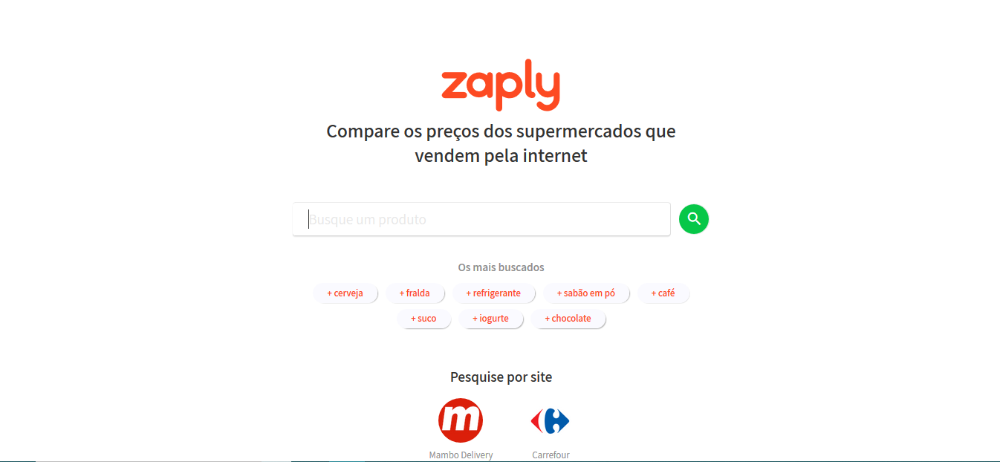 zaply
Compare os preços dos supermercados que
vendem pela internet
Busque um produto
Os mais buscados
+ cerveja + fralda + refrigerante + sabão em pó + café
+ suco + iogurte + chocolate
Pesquise por site
m
Mambo Delivery Carrefour